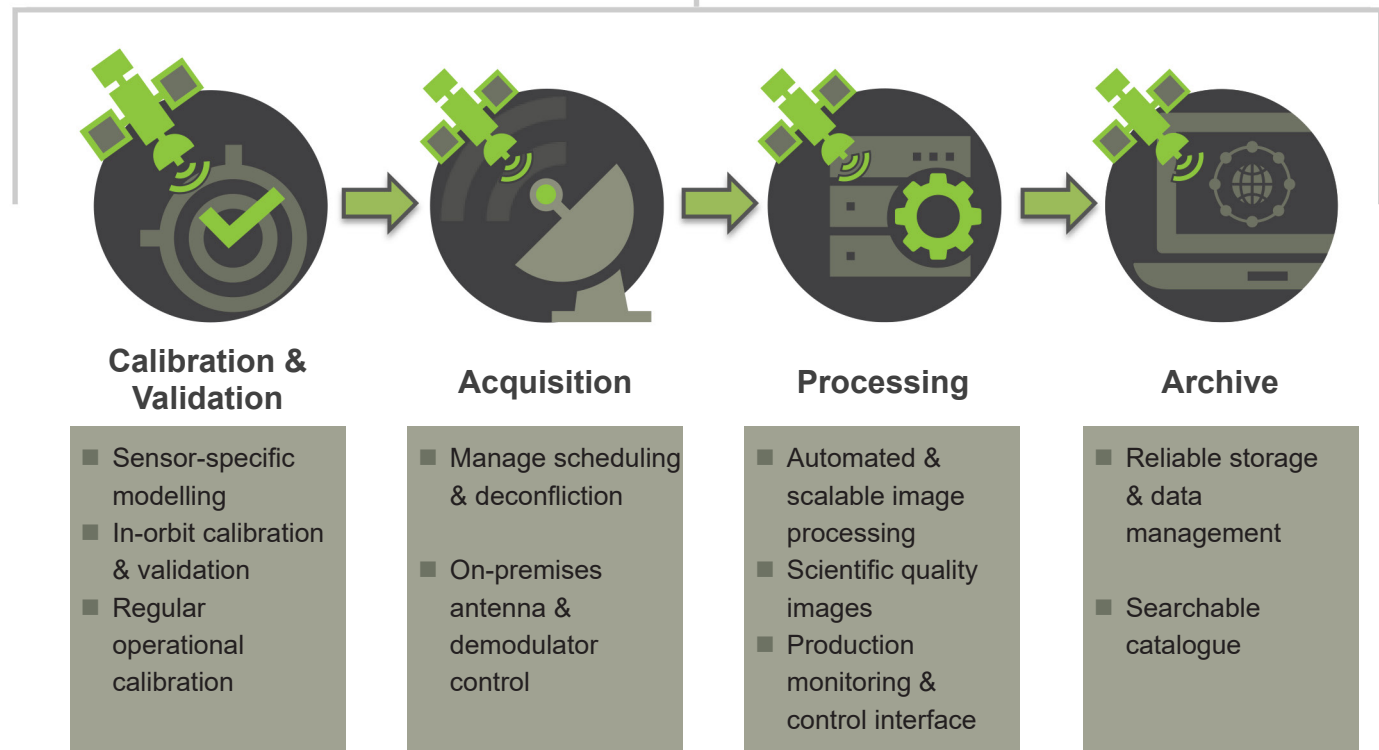 Calibration &
Validation
Sensor-specific
modelling
In-orbit calibration
& validation
Regular
operational
calibration
Acquisition
Manage scheduling
& deconfliction
On-premises
antenna &
demodulator
control
Processing
Automated &
scalable image
processing
Scientific quality
images
Production
monitoring &
control interface
Archive
Reliable storage
& data
management
Searchable
catalogue